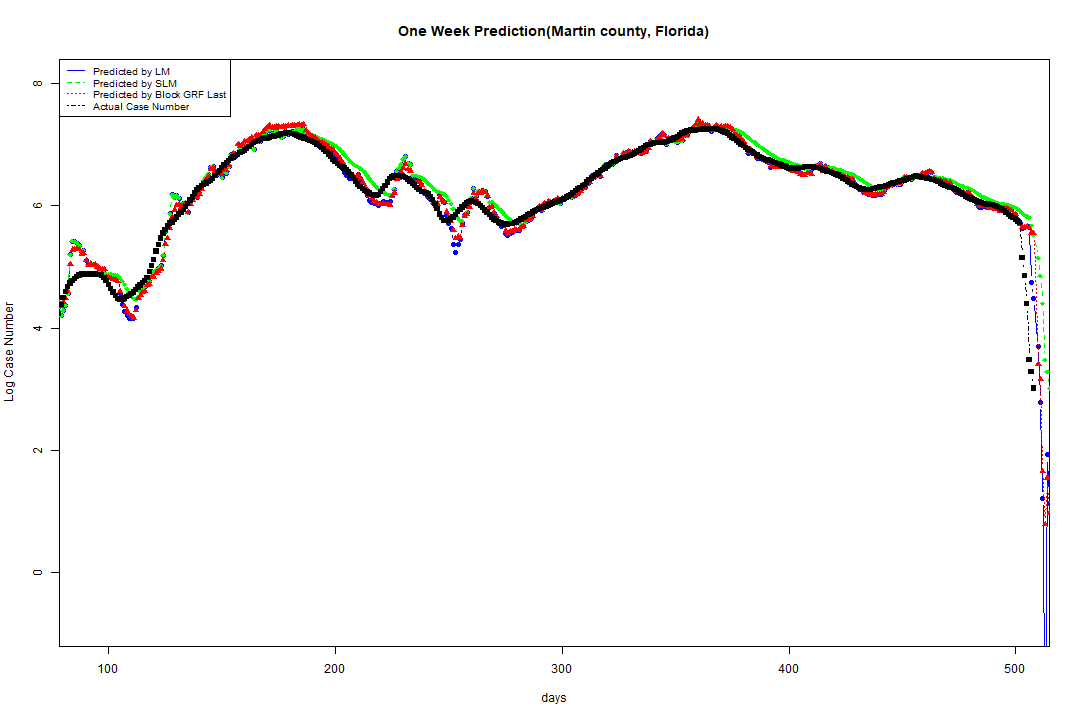 One Week Prediction(Martin county, Florida)
Predicted by LM
Predicted by SLM
Predicted by Block GRF Last
Actual Case Number
8
6
4
2
0
Log Case Number
100 200 300 400 500
days